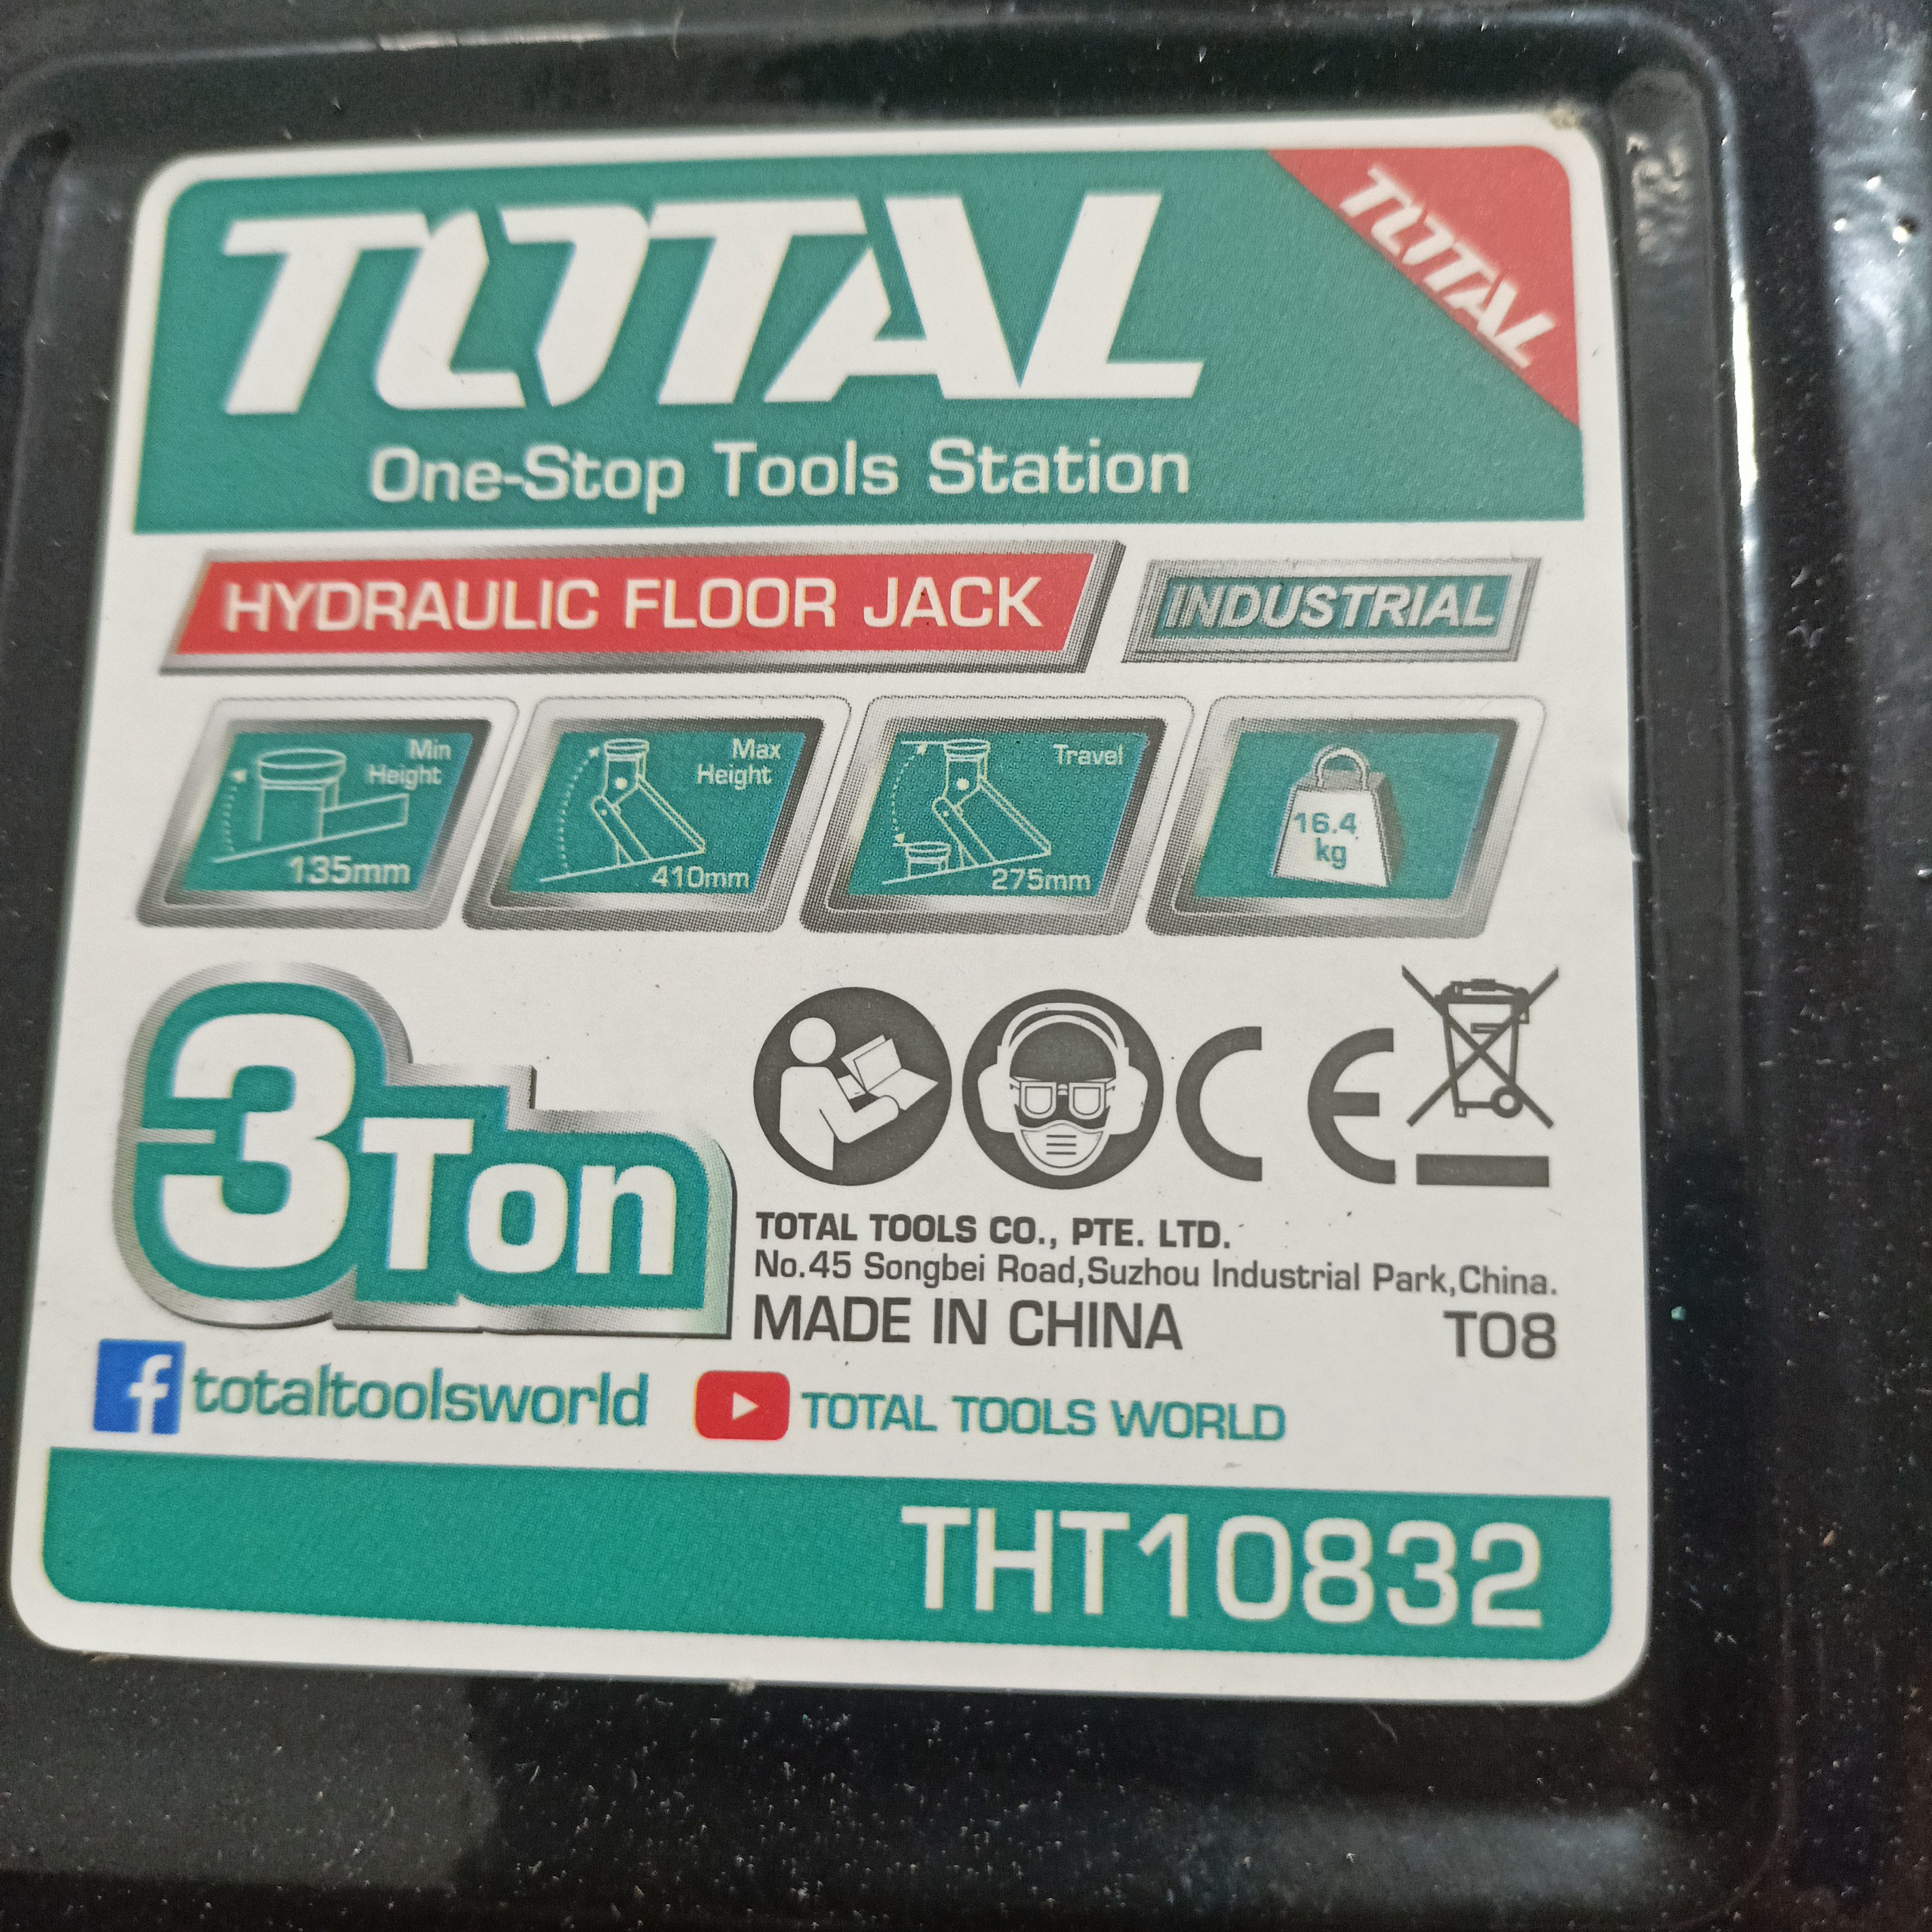 TOTAL
TOTAL
One-Stop Tools Station
HYDRAULIC FLOOR JACK
INDUSTRIAL
Min
Height
135mm
Max
Height
410mm
Travel
275mm
16.4
kg
3Ton
CE
TOTAL TOOLS CO., PTE. LTD.
No.45 Songbei Road,Suzhou Industrial Park,China.
MADE IN CHINA T08
f totaltoolsworld TOTAL TOOLS WORLD
THT10832